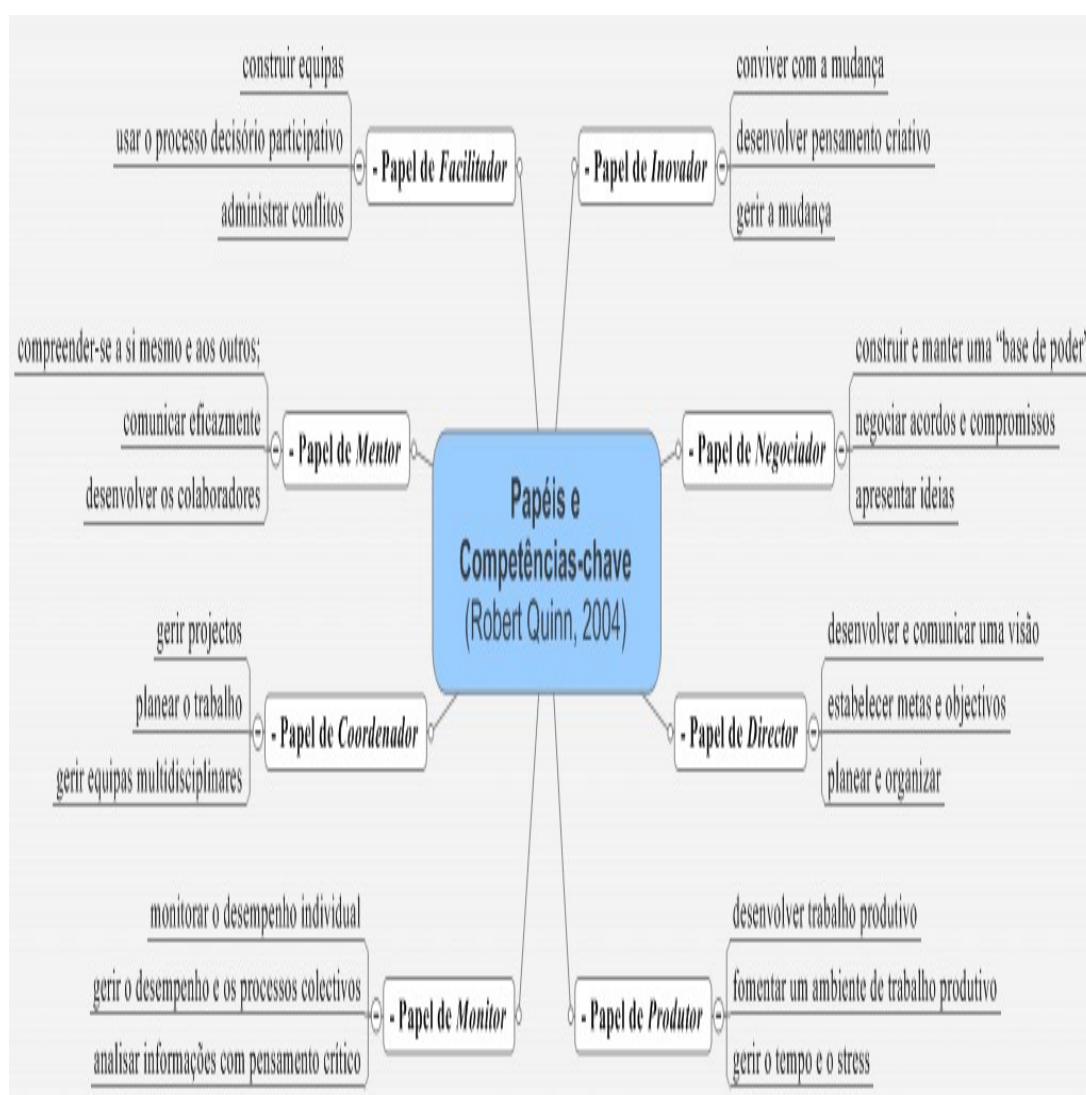 construir equipas
usar o processo decisório participativo
administrar conflitos
- Papel de Facilitador
conviver com a mudança
desenvolver pensamento criativo
gerir a mudança
- Papel de Inovador
compreender-se a si mesmo e aos outros;
comunicar eficazmente
desenvolver os colaboradores
- Papel de Mentor
construir e manter uma “base de poder”
negociar acordos e compromissos
apresentar ideias
- Papel de Negociador
Papéis e
Competências-chave
(Robert Quinn, 2004)
gerir projectos
planear o trabalho
gerir equipas multidisciplinares
- Papel de Coordenador
desenvolver e comunicar uma visão
estabelecer metas e objectivos
planear e organizar
- Papel de Director
monitorar o desempenho individual
gerir o desempenho e os processos colectivos
analisar informações com pensamento crítico
- Papel de Monitor
desenvolver trabalho produtivo
fomentar um ambiente de trabalho produtivo
gerir o tempo e o stress
- Papel de Produtor